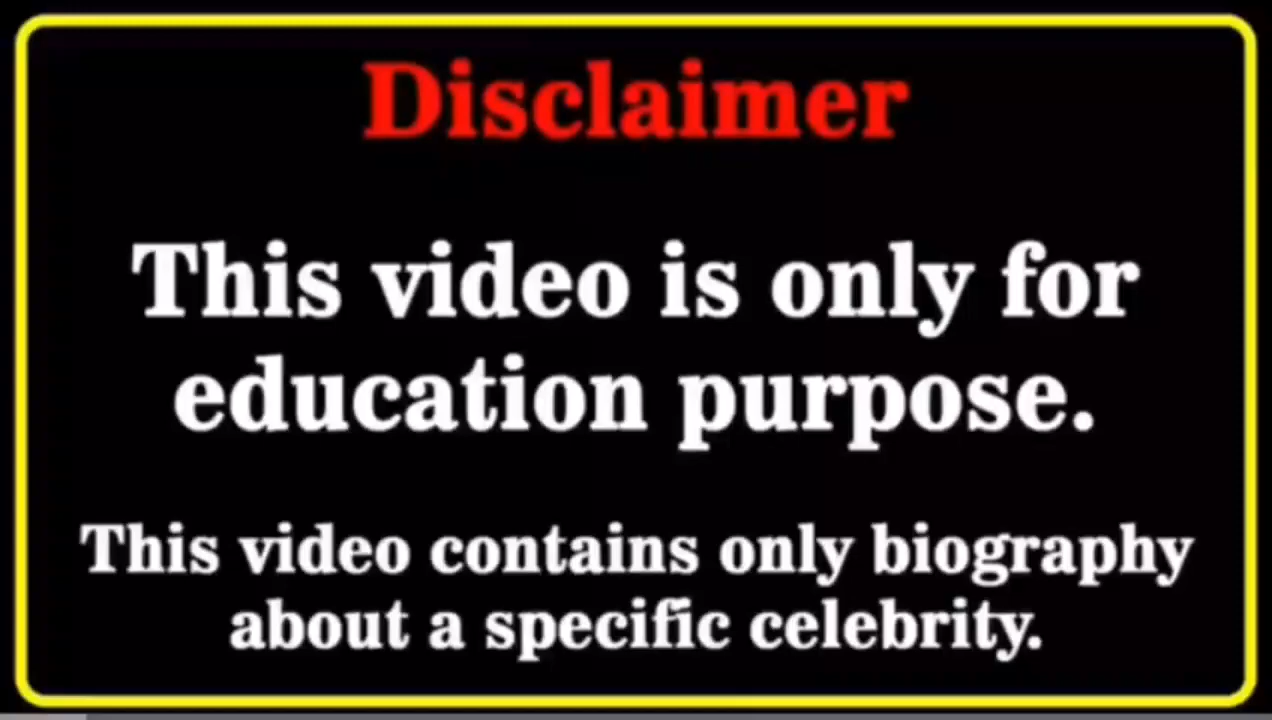 Disclaimer
This video is only for
education purpose.
This video contains only biography
about a specific celebrity.